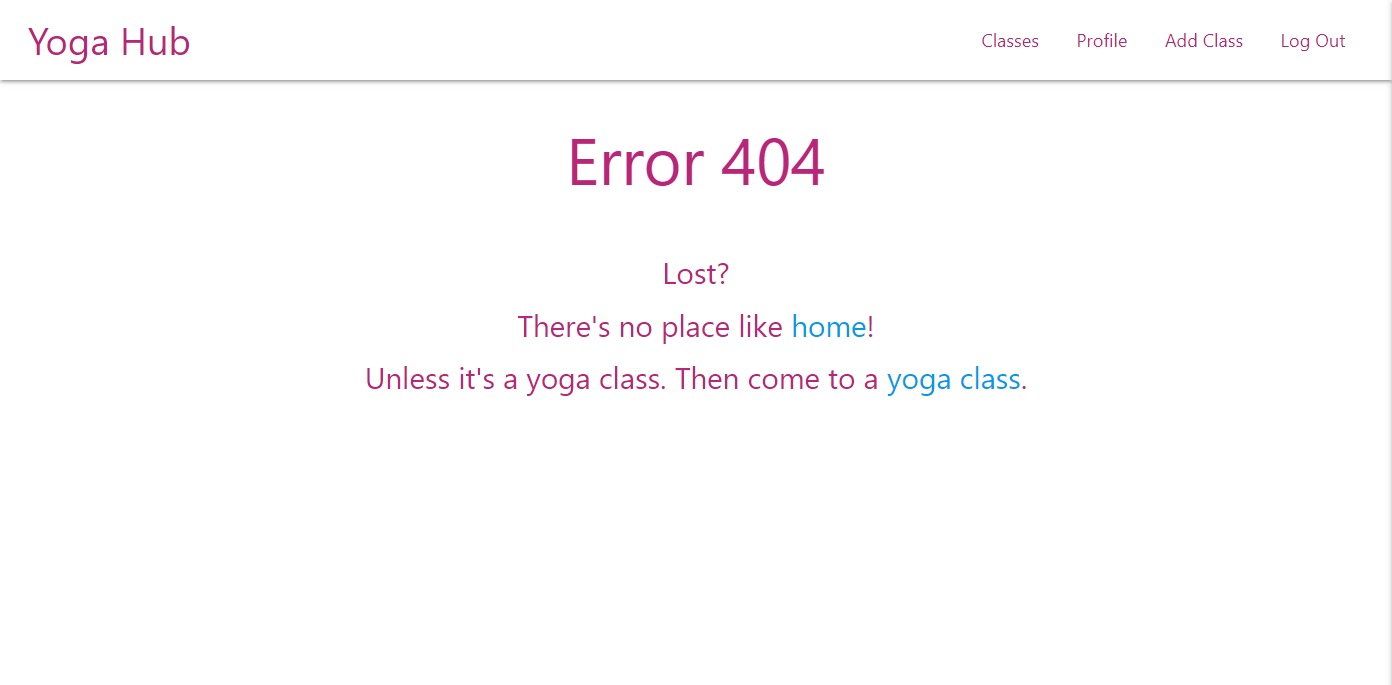 Yoga Hub
Classes Profile Add Class Log Out
Error 404
Lost?
There's no place like home!
Unless it's a yoga class. Then come to a yoga class.